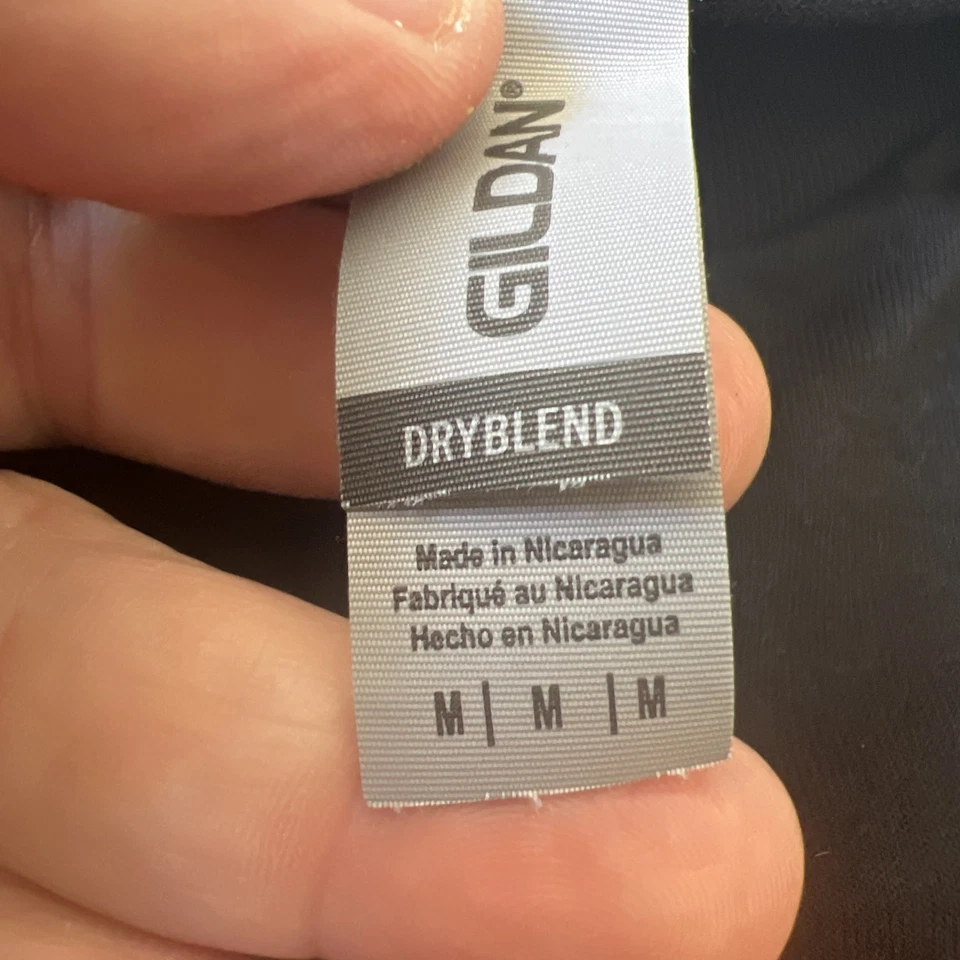 GILDAN®
DRYBLEND
Made in Nicaragua
Fabriqué au Nicaragua
Hecho en Nicaragua
M | M | M